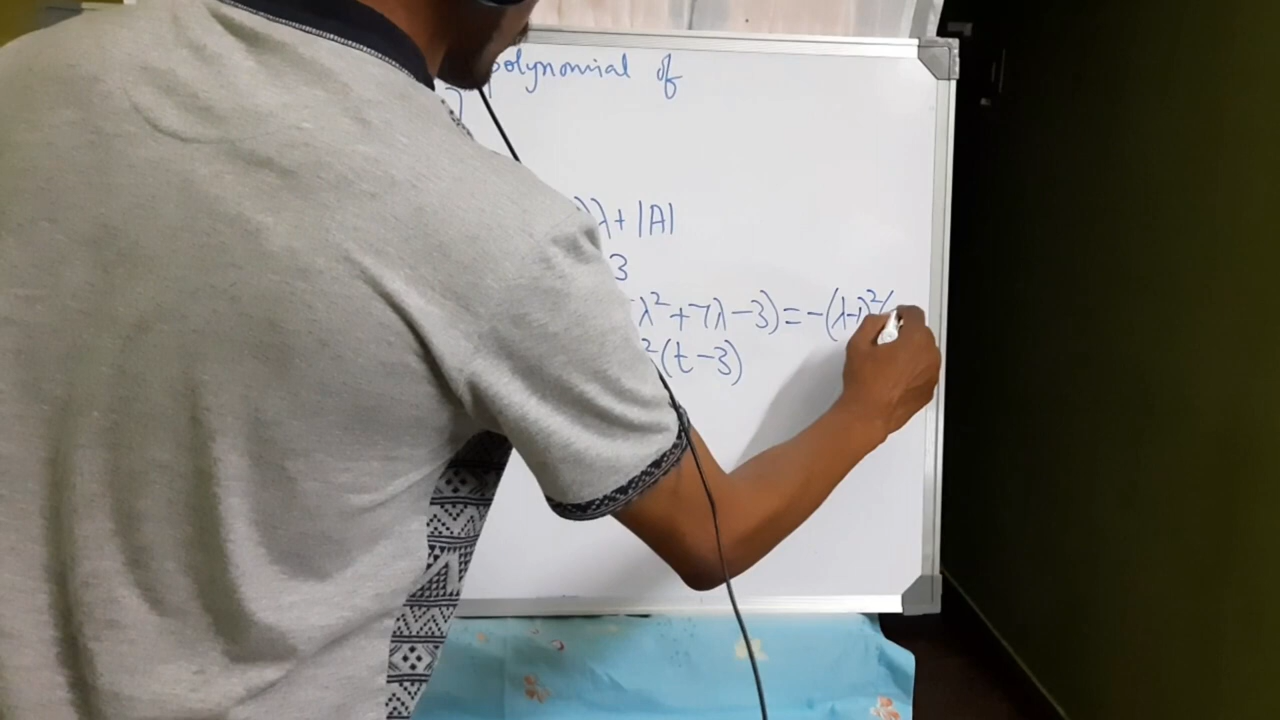 polynomial of
]
)λ + |A|
3
λ² + 7λ - 3) = -(λ-1)²(
²(t - 3)